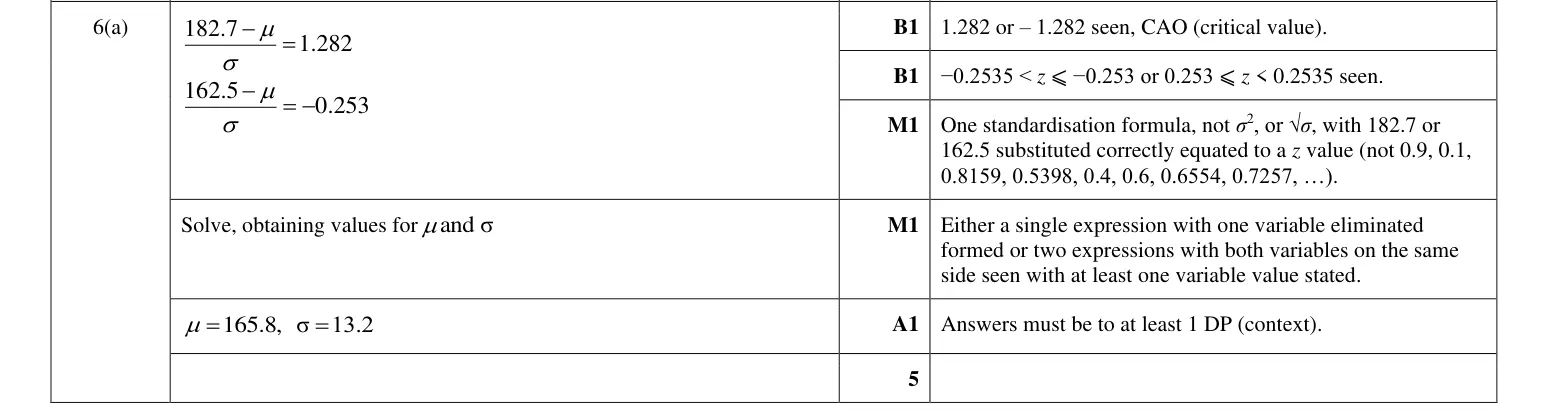 6(a)
182.7 − μ / σ = 1.282
B1
1.282 or – 1.282 seen, CAO (critical value).
162.5 − μ / σ = –0.253
B1
−0.2535 < z ⩽ −0.253 or 0.253 ⩽ z < 0.2535 seen.
M1
One standardisation formula, not σ², or √σ, with 182.7 or
162.5 substituted correctly equated to a z value (not 0.9, 0.1,
0.8159, 0.5398, 0.4, 0.6, 0.6554, 0.7257, …).
Solve, obtaining values for μ and σ
M1
Either a single expression with one variable eliminated
formed or two expressions with both variables on the same
side seen with at least one variable value stated.
μ = 165.8, σ = 13.2
A1
Answers must be to at least 1 DP (context).
5